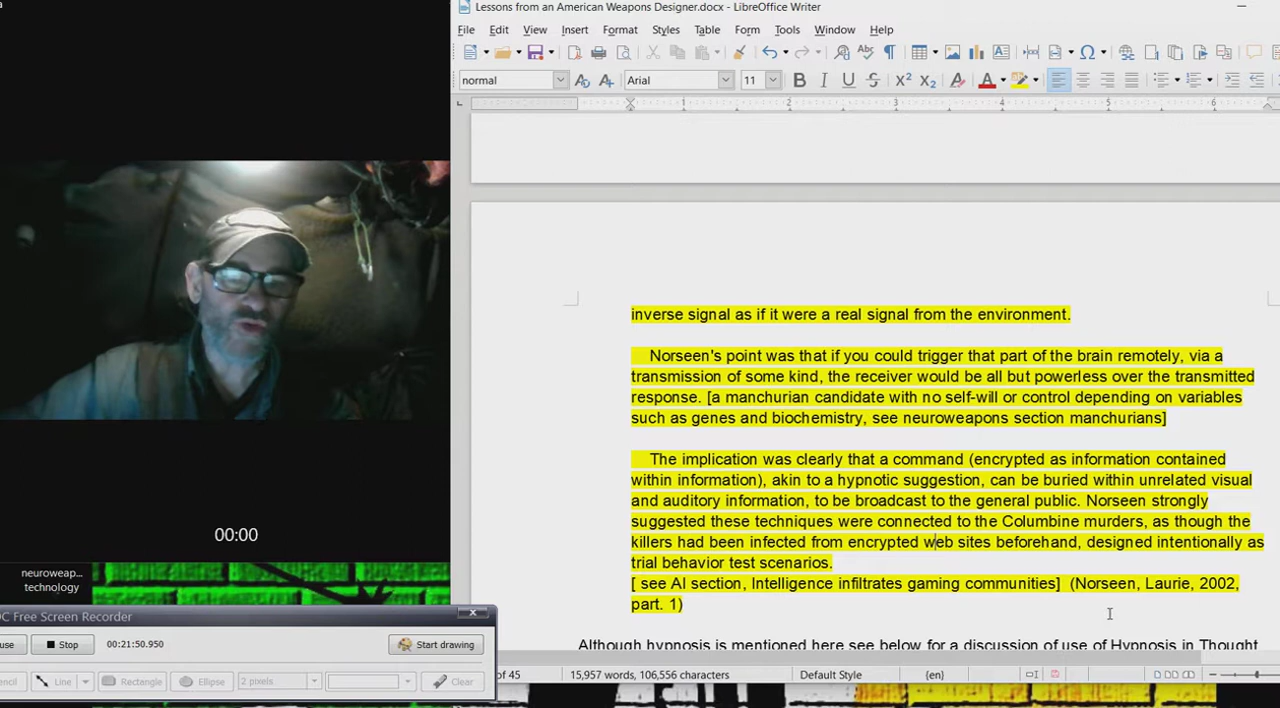 Lessons from an American Weapons Designer.docx - LibreOffice Writer
File Edit View Insert Format Styles Table Form Tools Window Help
normal Arial 11
1 2 3 4 5 6
inverse signal as if it were a real signal from the environment.
Norseen's point was that if you could trigger that part of the brain remotely, via a
transmission of some kind, the receiver would be all but powerless over the transmitted
response. [a manchurian candidate with no self-will or control depending on variables
such as genes and biochemistry, see neuroweapons section manchurians]
The implication was clearly that a command (encrypted as information contained
within information), akin to a hypnotic suggestion, can be buried within unrelated visual
and auditory information, to be broadcast to the general public. Norseen strongly
suggested these techniques were connected to the Columbine murders, as though the
killers had been infected from encrypted web sites beforehand, designed intentionally as
trial behavior test scenarios.
[ see AI section, Intelligence infiltrates gaming communities] (Norseen, Laurie, 2002,
part. 1)
Although hypnosis is mentioned here see below for a discussion of use of Hypnosis in Thought
of 45 15,957 words, 106,556 characters Default Style (en)
00:00
neuroweap...
technology
DC Free Screen Recorder
use Stop 00:21:50.950 Start drawing
ncil Line Rectangle Ellipse 2 pixels Clear